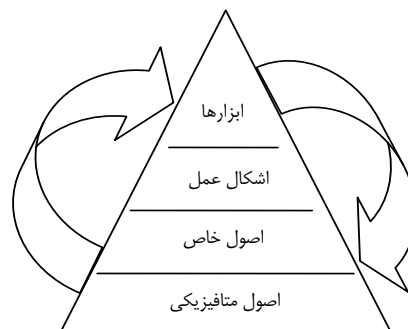 ابزارها
اشکال عمل
اصول خاص
اصول متافیزیکی